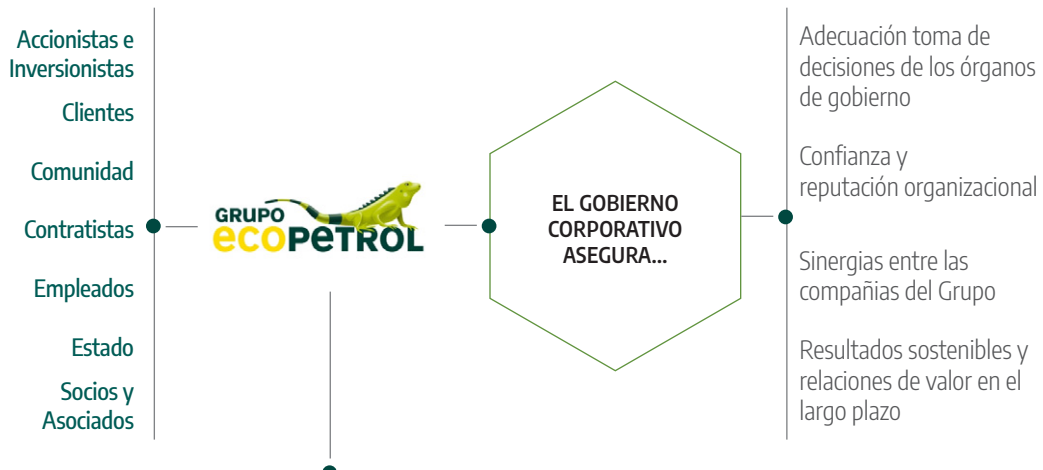 Accionistas e
Inversionistas
Clientes
Comunidad
Contratistas
Empleados
Estado
Socios y
Asociados
GRUPO
ecoPeTROL
EL GOBIERNO
CORPORATIVO
ASEGURA...
Adecuación toma de
decisiones de los órganos
de gobierno
Confianza y
reputación organizacional
Sinergias entre las
compañias del Grupo
Resultados sostenibles y
relaciones de valor en el
largo plazo